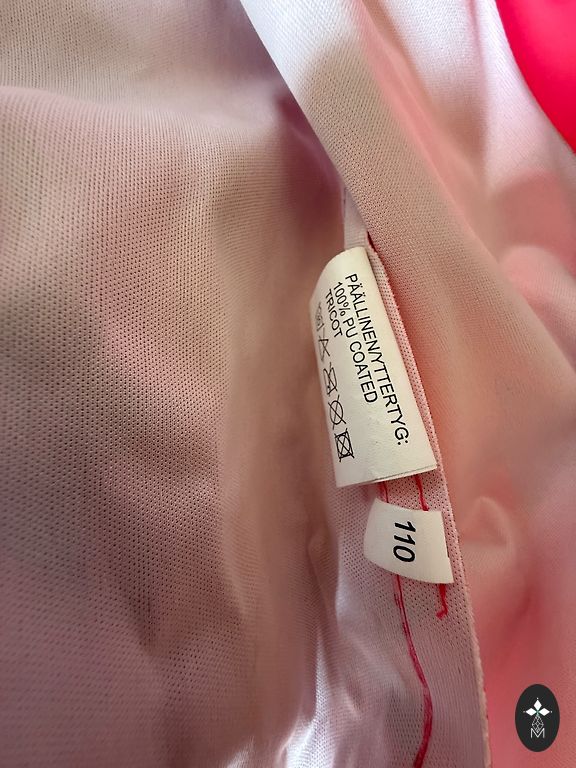 PÄÄLLINEN/YTTERTYG:
100% PU COATED
TRICOT
110